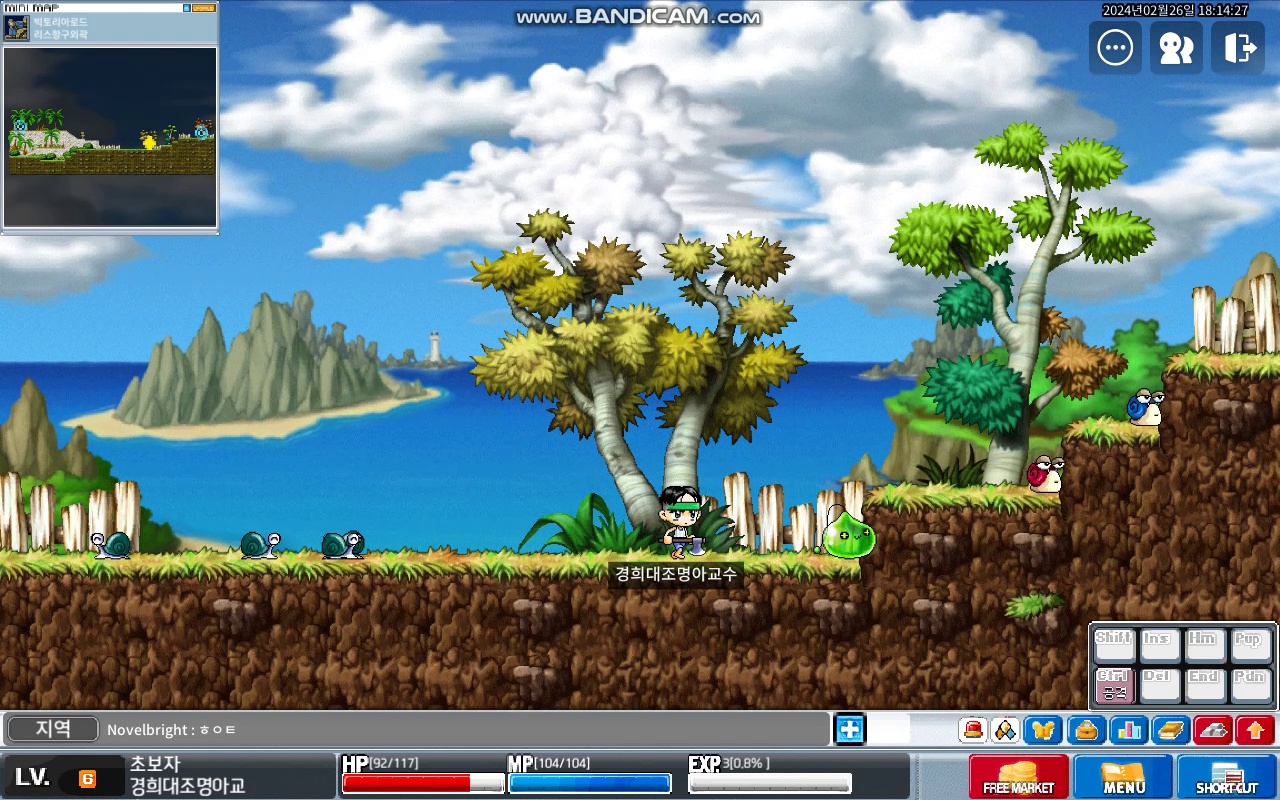 MINI MAP
빅토리아로드
리스항구외곽
WWW.BANDICAM.COM
2024년02월26일 18:14:27
경희대조명아교수
Shift Ins Hm Pup
Ctrl Del End Pdn
공격
지역 Novelbright : ㅎㅇㅌ
LV. 6
초보자
경희대조명아교
HP[92/117] MP[104/104] EXP.3[0.8% ]
FREE MARKET MENU SHORTCUT